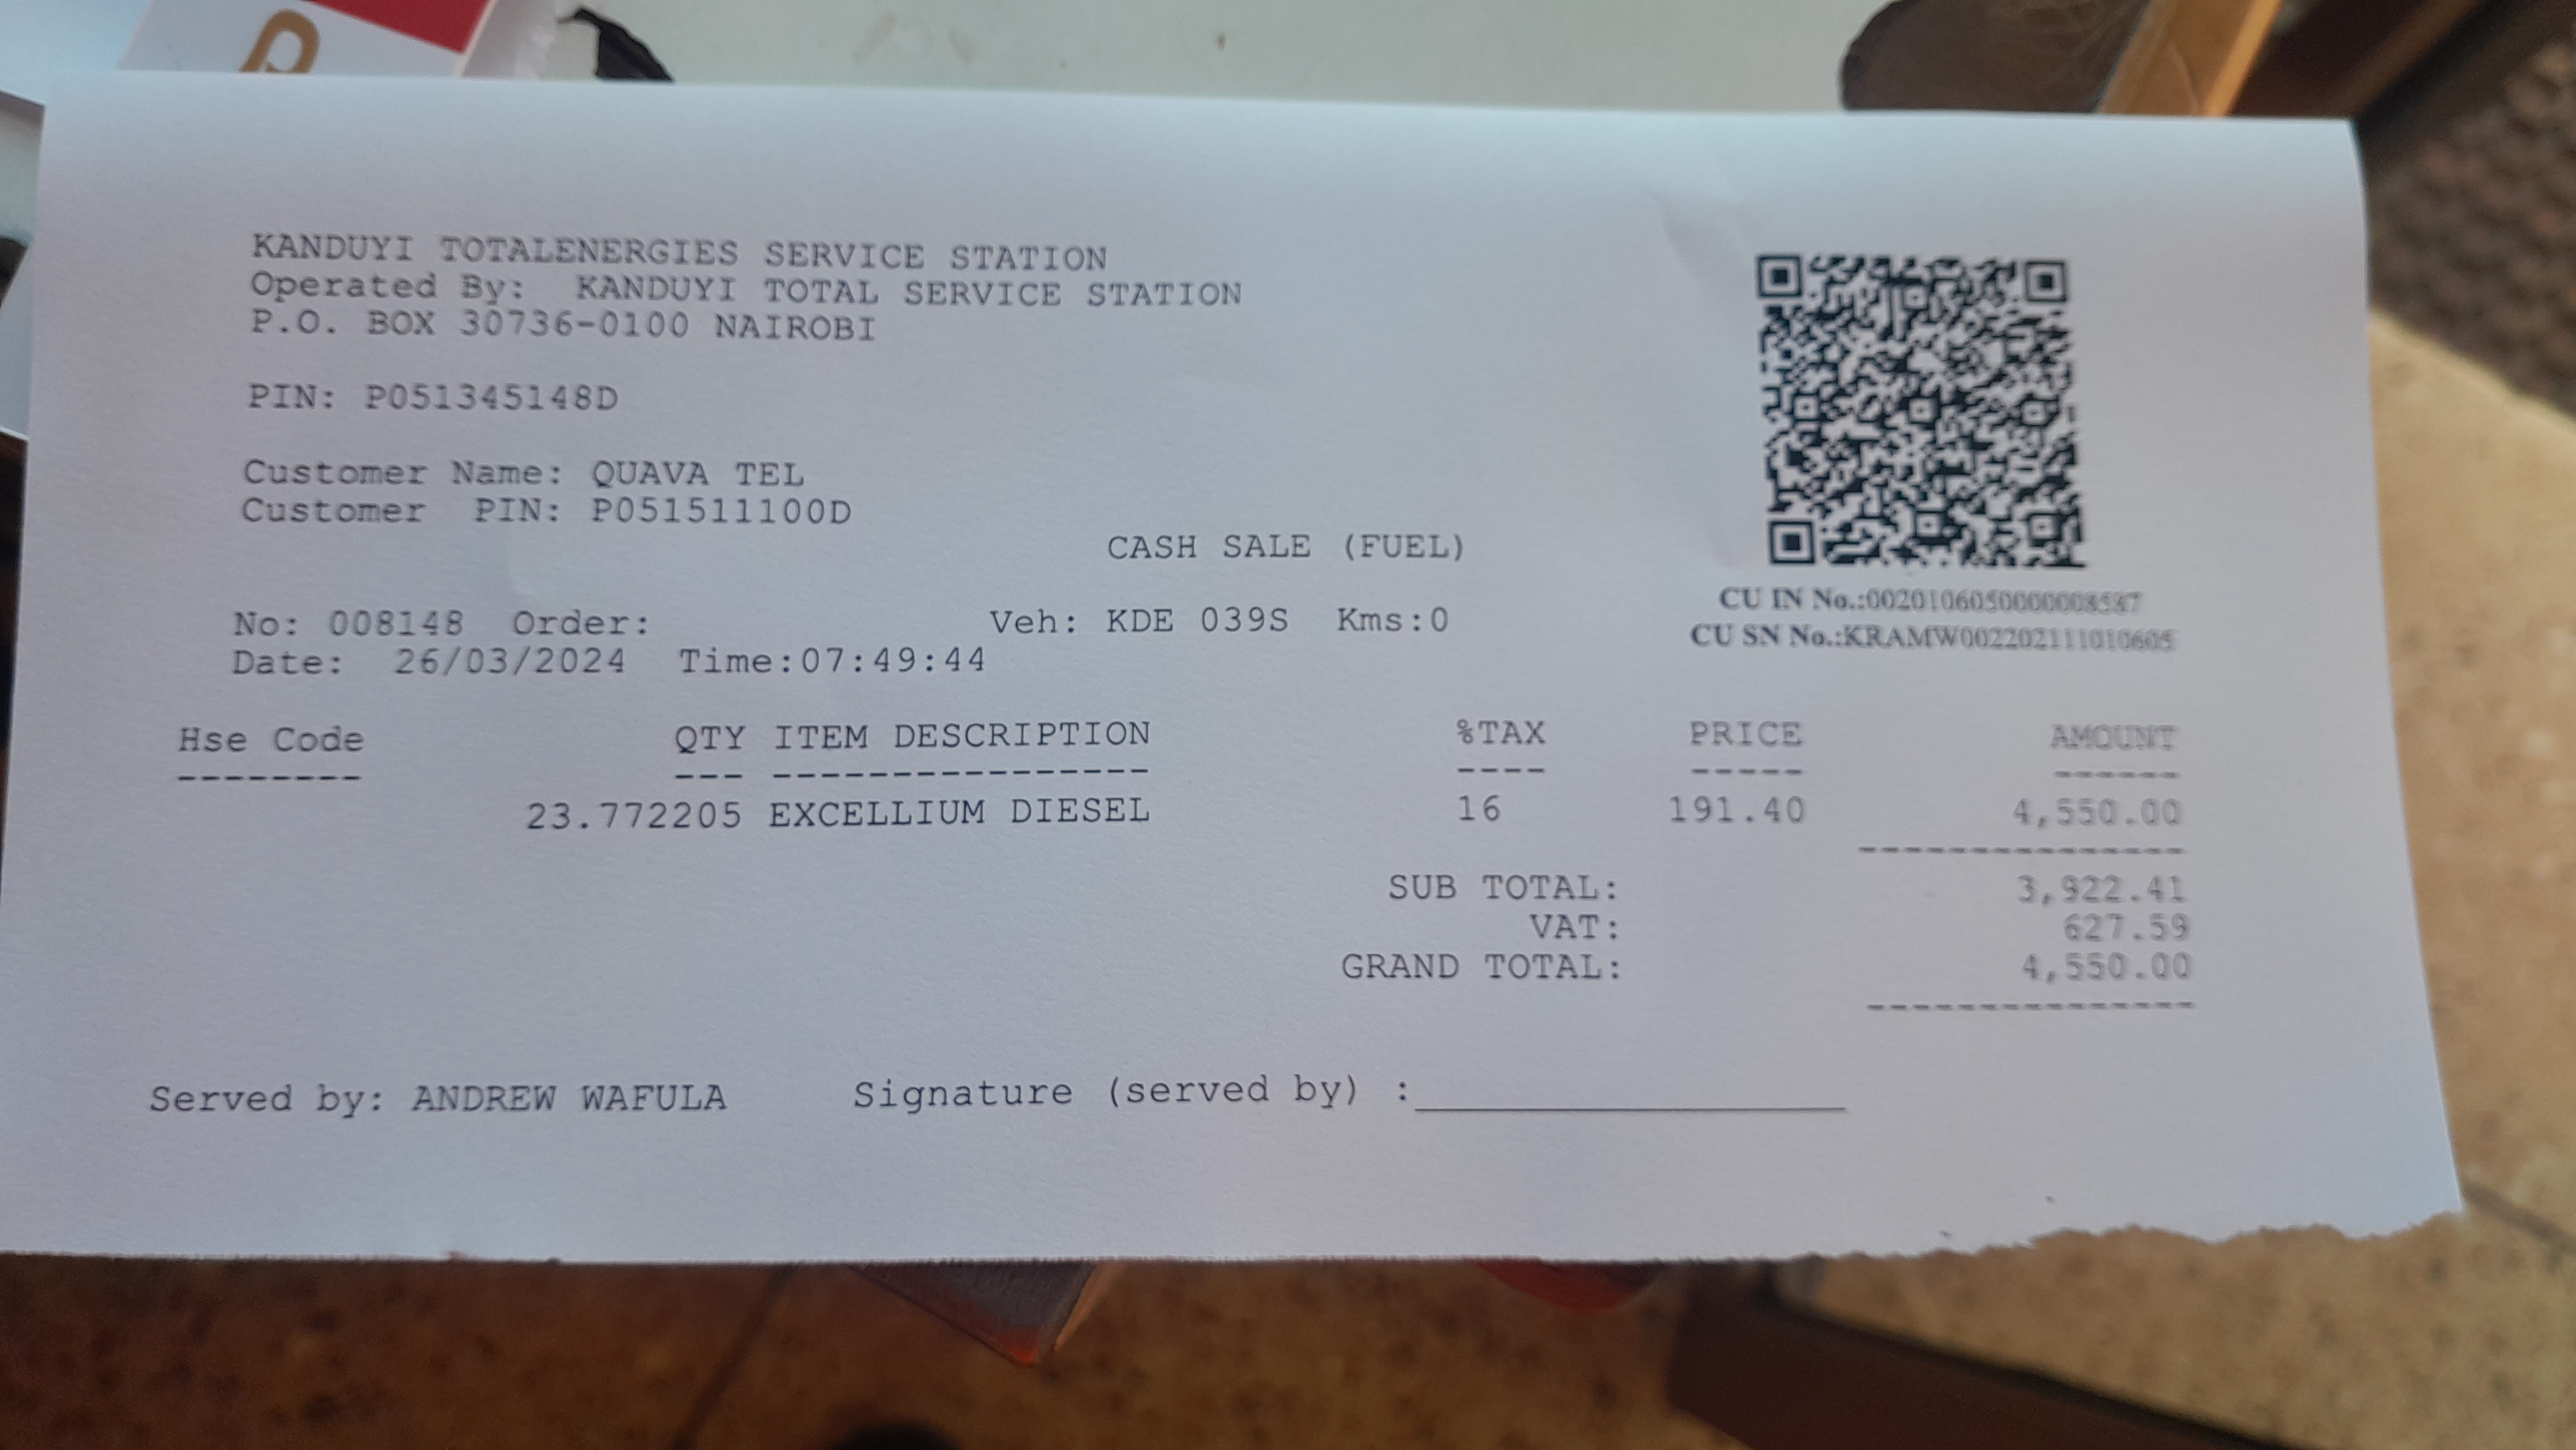 KANDUYI TOTALENERGIES SERVICE STATION
Operated By: KANDUYI TOTAL SERVICE STATION
P.O. BOX 30736-0100 NAIROBI
PIN: P051345148D
Customer Name: QUAVA TEL
Customer PIN: P051511100D
CASH SALE (FUEL)
No: 008148 Order: Veh: KDE 039S Kms:0
Date: 26/03/2024 Time:07:49:44
CU IN No.:0020106050000008587
CU SN No.:KRAMW002202111010605
Hse Code QTY ITEM DESCRIPTION %TAX PRICE AMOUNT
-------- --- ---------------- ---- ----- ------
23.772205 EXCELLIUM DIESEL 16 191.40 4,550.00
SUB TOTAL: 3,922.41
VAT: 627.59
GRAND TOTAL: 4,550.00
Served by: ANDREW WAFULA Signature (served by) :